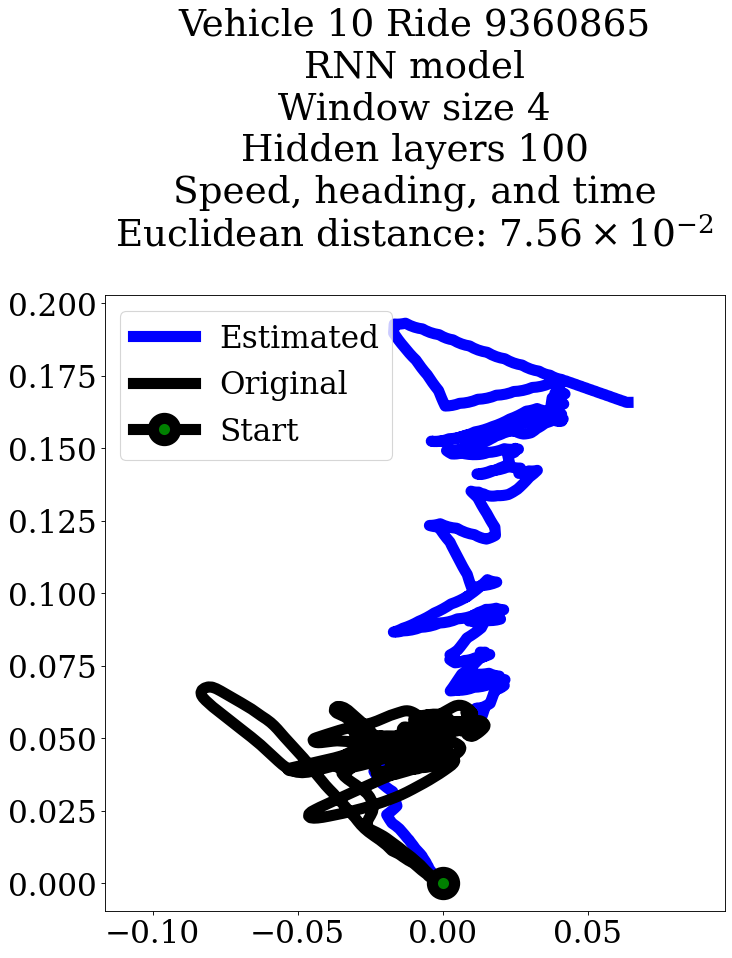 Vehicle 10 Ride 9360865
RNN model
Window size 4
Hidden layers 100
Speed, heading, and time
Euclidean distance: 7.56 × 10⁻²
Estimated
Original
Start
0.200
0.175
0.150
0.125
0.100
0.075
0.050
0.025
0.000
−0.10 −0.05 0.00 0.05